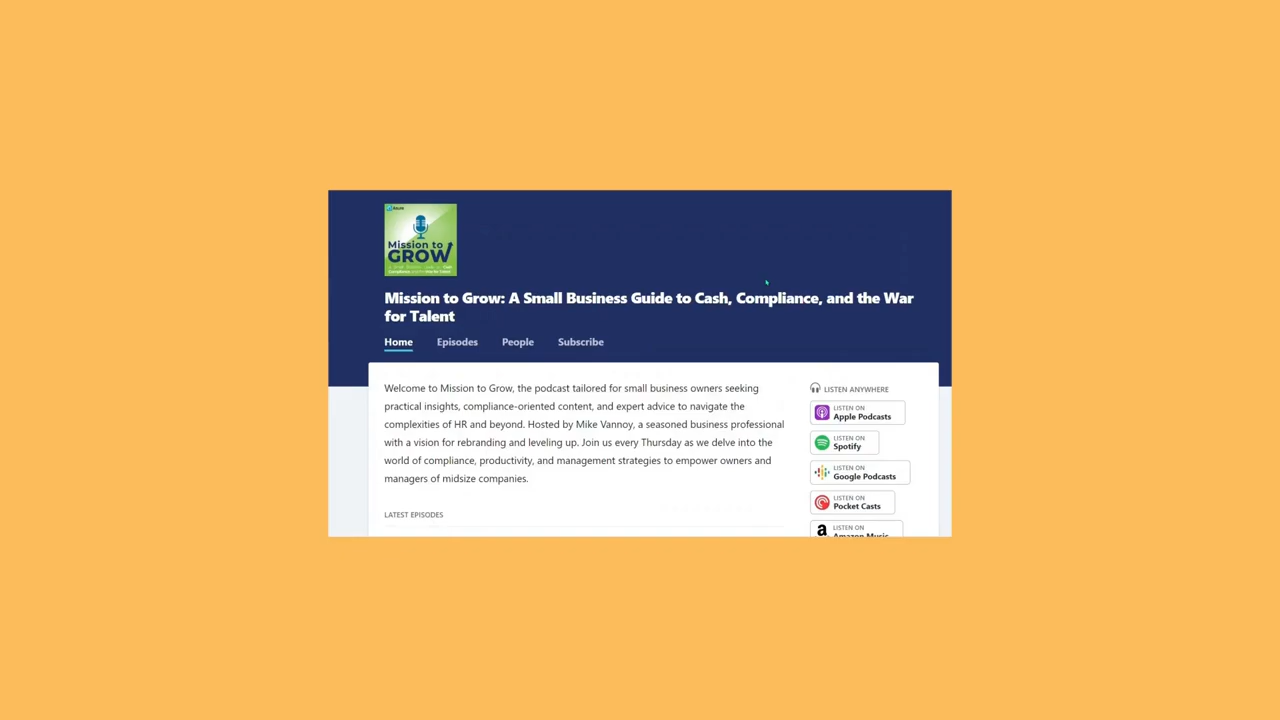 Asure
Mission to
GROW
Mission to Grow: A Small Business Guide to Cash, Compliance, and the War
for Talent
Home Episodes People Subscribe
Welcome to Mission to Grow, the podcast tailored for small business owners seeking
practical insights, compliance-oriented content, and expert advice to navigate the
complexities of HR and beyond. Hosted by Mike Vannoy, a seasoned business professional
with a vision for rebranding and leveling up. Join us every Thursday as we delve into the
world of compliance, productivity, and management strategies to empower owners and
managers of midsize companies.
LATEST EPISODES
LISTEN ANYWHERE
LISTEN ON
Apple Podcasts
LISTEN ON
Spotify
LISTEN ON
Google Podcasts
LISTEN ON
Pocket Casts
LISTEN ON
Amazon Music